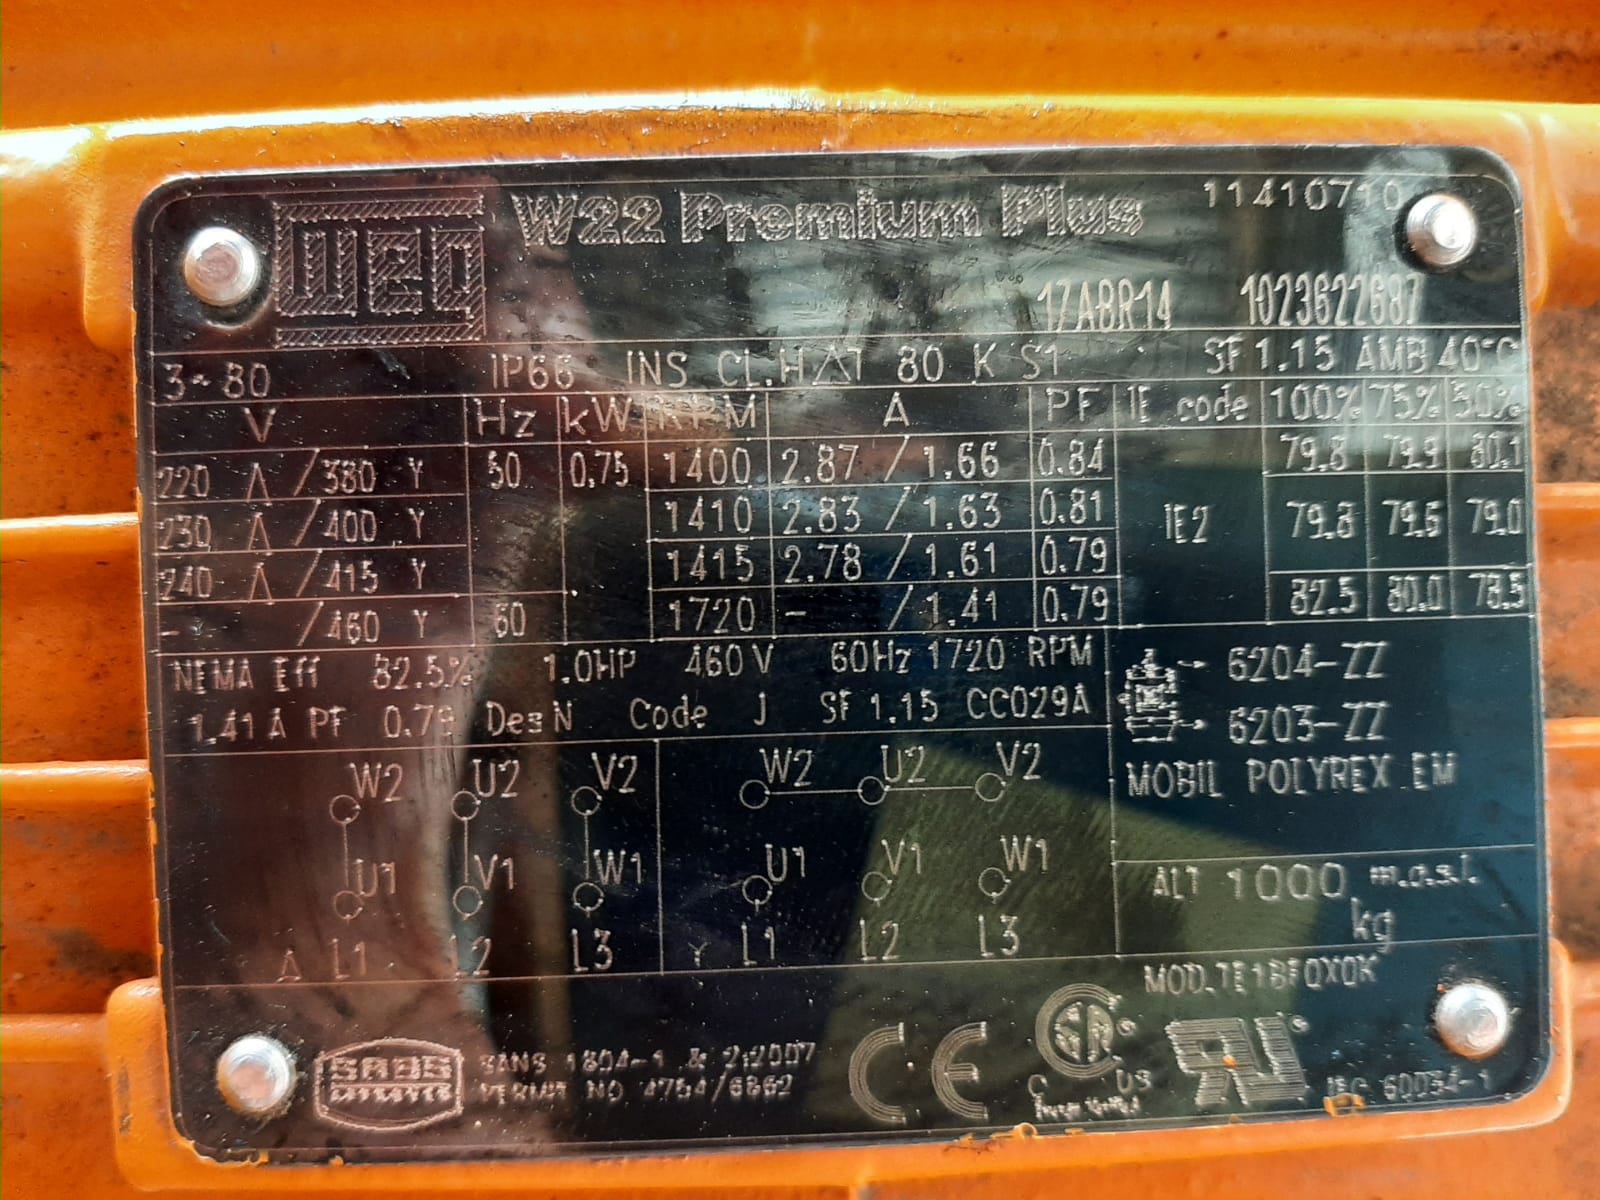 WEG W22 Premium Plus 11410710
17ABR14 1023622687
3~ 80 IP66 INS CL.H △T 80 K S1 SF 1.15 AMB 40°C
V Hz kW RPM A PF IE code 100% 75% 50%
220 Δ / 380 Y 50 0.75 1400 2.87 / 1.66 0.84 79.8 79.9 80.1
230 Δ / 400 Y 1410 2.83 / 1.63 0.81 IE2 79.8 79.6 79.0
240 Δ / 415 Y 1415 2.78 / 1.61 0.79
- / 460 Y 60 1720 - / 1.41 0.79 82.5 80.0 78.5
NEMA Eff 82.5% 1.0HP 460V 60Hz 1720 RPM
1.41A PF 0.79 Des N Code J SF 1.15 CC029A
6204-ZZ
6203-ZZ
MOBIL POLYREX EM
W2 U2 V2 W2 U2 V2
U1 V1 W1 U1 V1 W1
Δ L1 L2 L3 Y L1 L2 L3
ALT 1000 m.a.s.l.
kg
MOD.TE1BF0X0K
SABS SANS 1804-1 & 2:2007
PERMIT NO 4754/6862
CE
C US
IEC 60034-1